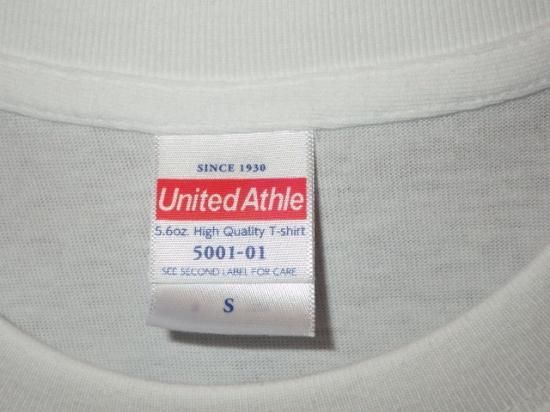 SINCE 1930
United Athle
5.6oz. High Quality T-shirt
5001-01
SEE SECOND LABEL FOR CARE
S